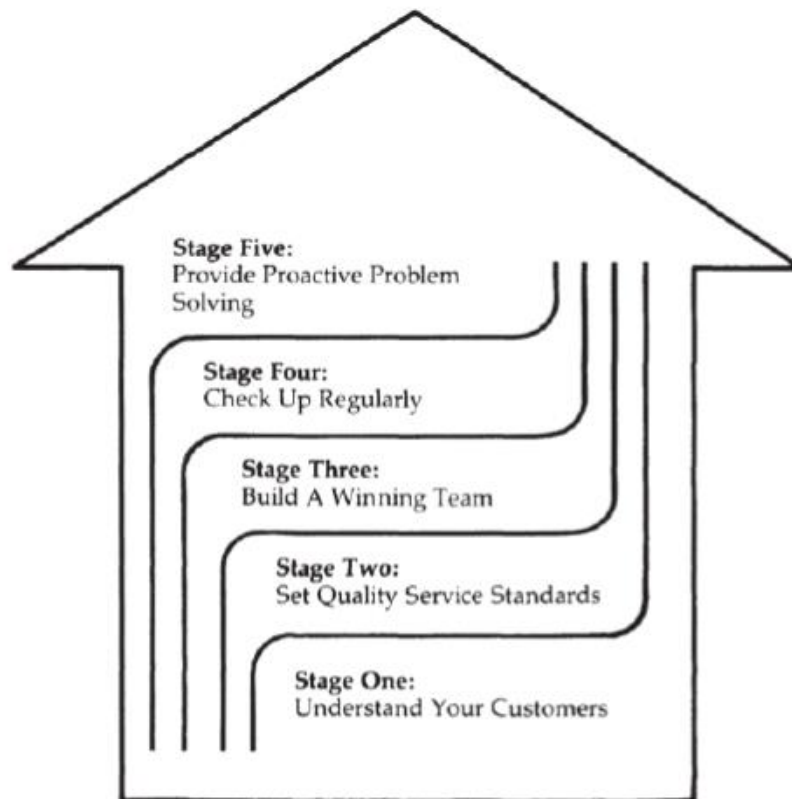 Stage Five:
Provide Proactive Problem
Solving
Stage Four:
Check Up Regularly
Stage Three:
Build A Winning Team
Stage Two:
Set Quality Service Standards
Stage One:
Understand Your Customers